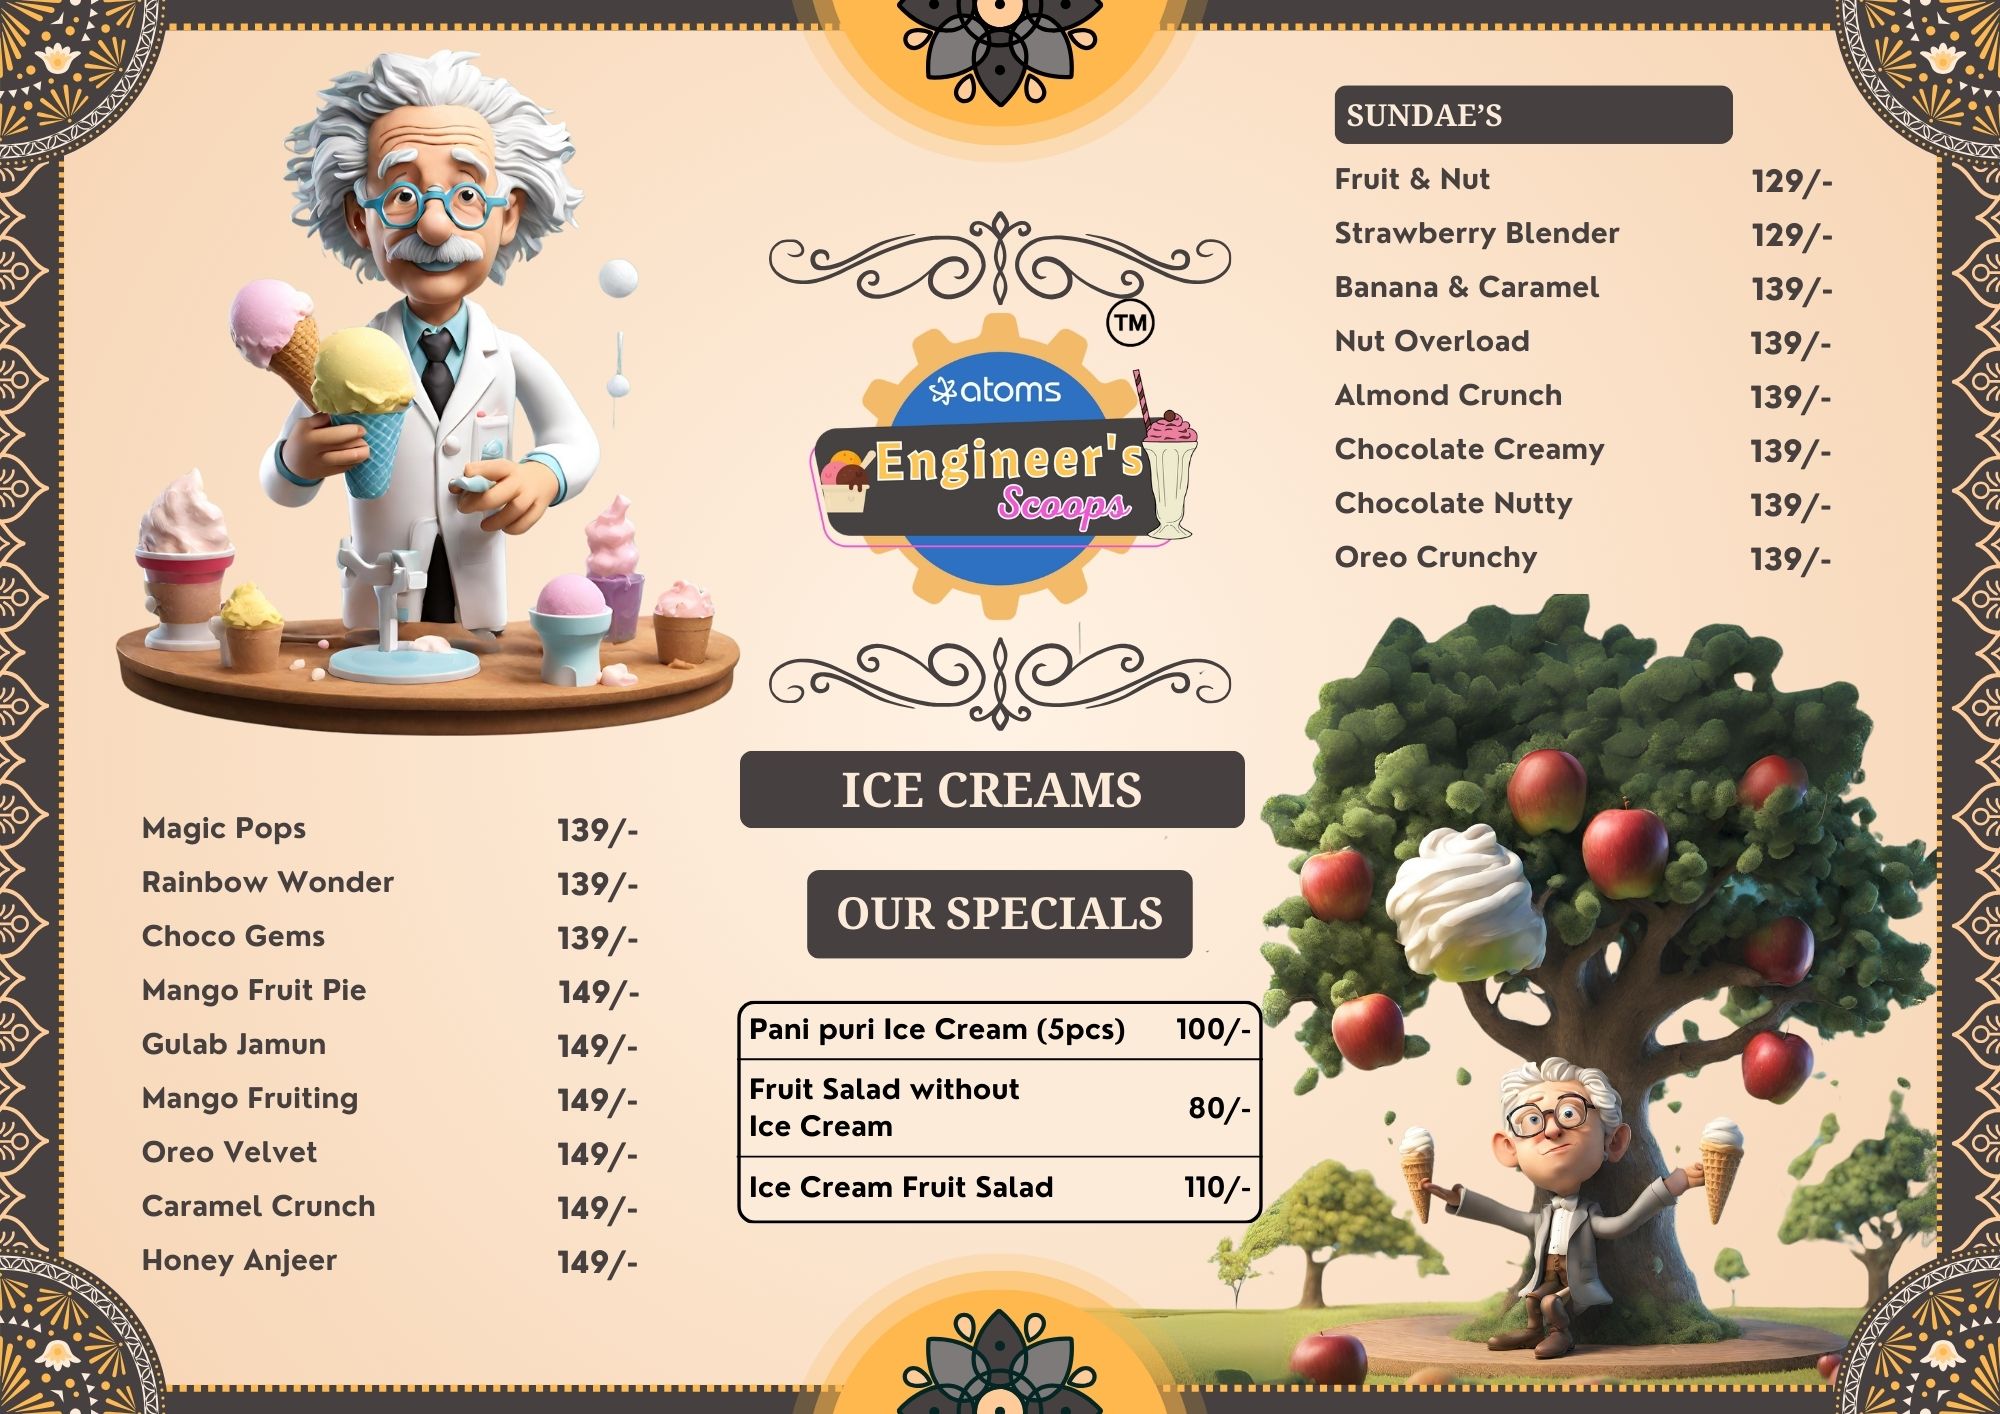 Magic Pops 139/-
Rainbow Wonder 139/-
Choco Gems 139/-
Mango Fruit Pie 149/-
Gulab Jamun 149/-
Mango Fruiting 149/-
Oreo Velvet 149/-
Caramel Crunch 149/-
Honey Anjeer 149/-
TM
atoms
Engineer's
Scoops
ICE CREAMS
OUR SPECIALS
Pani puri Ice Cream (5pcs) 100/-
Fruit Salad without
Ice Cream 80/-
Ice Cream Fruit Salad 110/-
SUNDAE’S
Fruit & Nut 129/-
Strawberry Blender 129/-
Banana & Caramel 139/-
Nut Overload 139/-
Almond Crunch 139/-
Chocolate Creamy 139/-
Chocolate Nutty 139/-
Oreo Crunchy 139/-